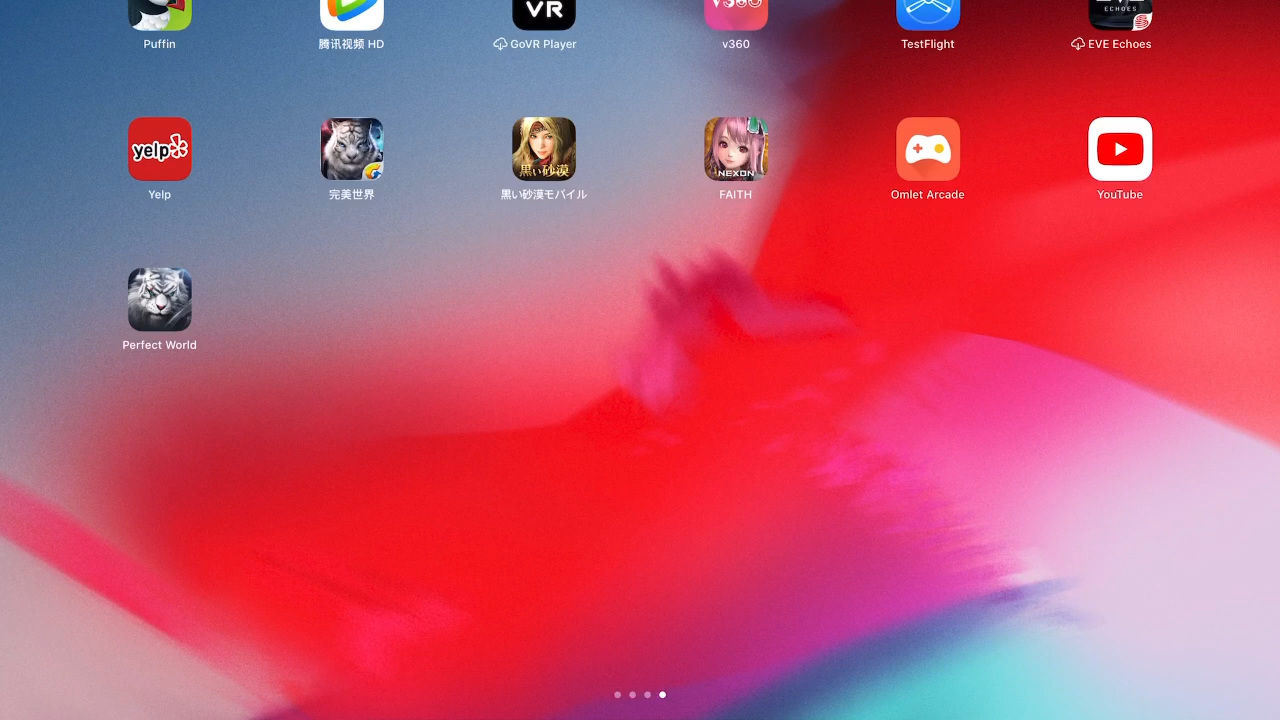 VR
v360
ECHOES
Puffin
腾讯视频 HD
GoVR Player
v360
TestFlight
EVE Echoes
yelp
黒い砂漠
NEXON
Yelp
完美世界
黒い砂漠モバイル
FAITH
Omlet Arcade
YouTube
Perfect World